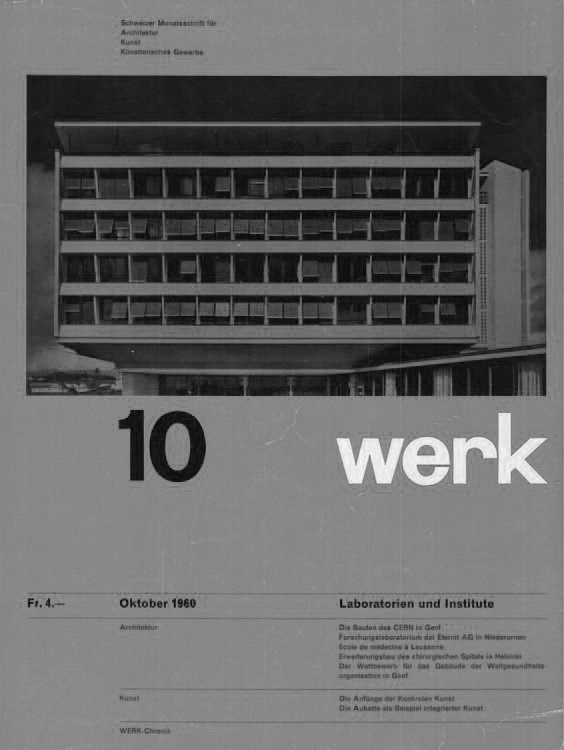 Schweizer Monatsschrift für
Architektur
Kunst
Künstlerisches Gewerbe
10 werk
Fr. 4.— Oktober 1960 Laboratorien und Institute
Architektur
Die Bauten des CERN in Genf
Forschungslaboratorium der Eternit AG in Niederurnen
Ecole de médecine à Lausanne
Erweiterungsbau des chirurgischen Spitals in Helsinki
Der Wettbewerb für das Gebäude der Weltgesundheits-
organisation in Genf
Kunst
Die Anfänge der Konkreten Kunst
Die Aubette als Beispiel integrierter Kunst
WERK-Chronik